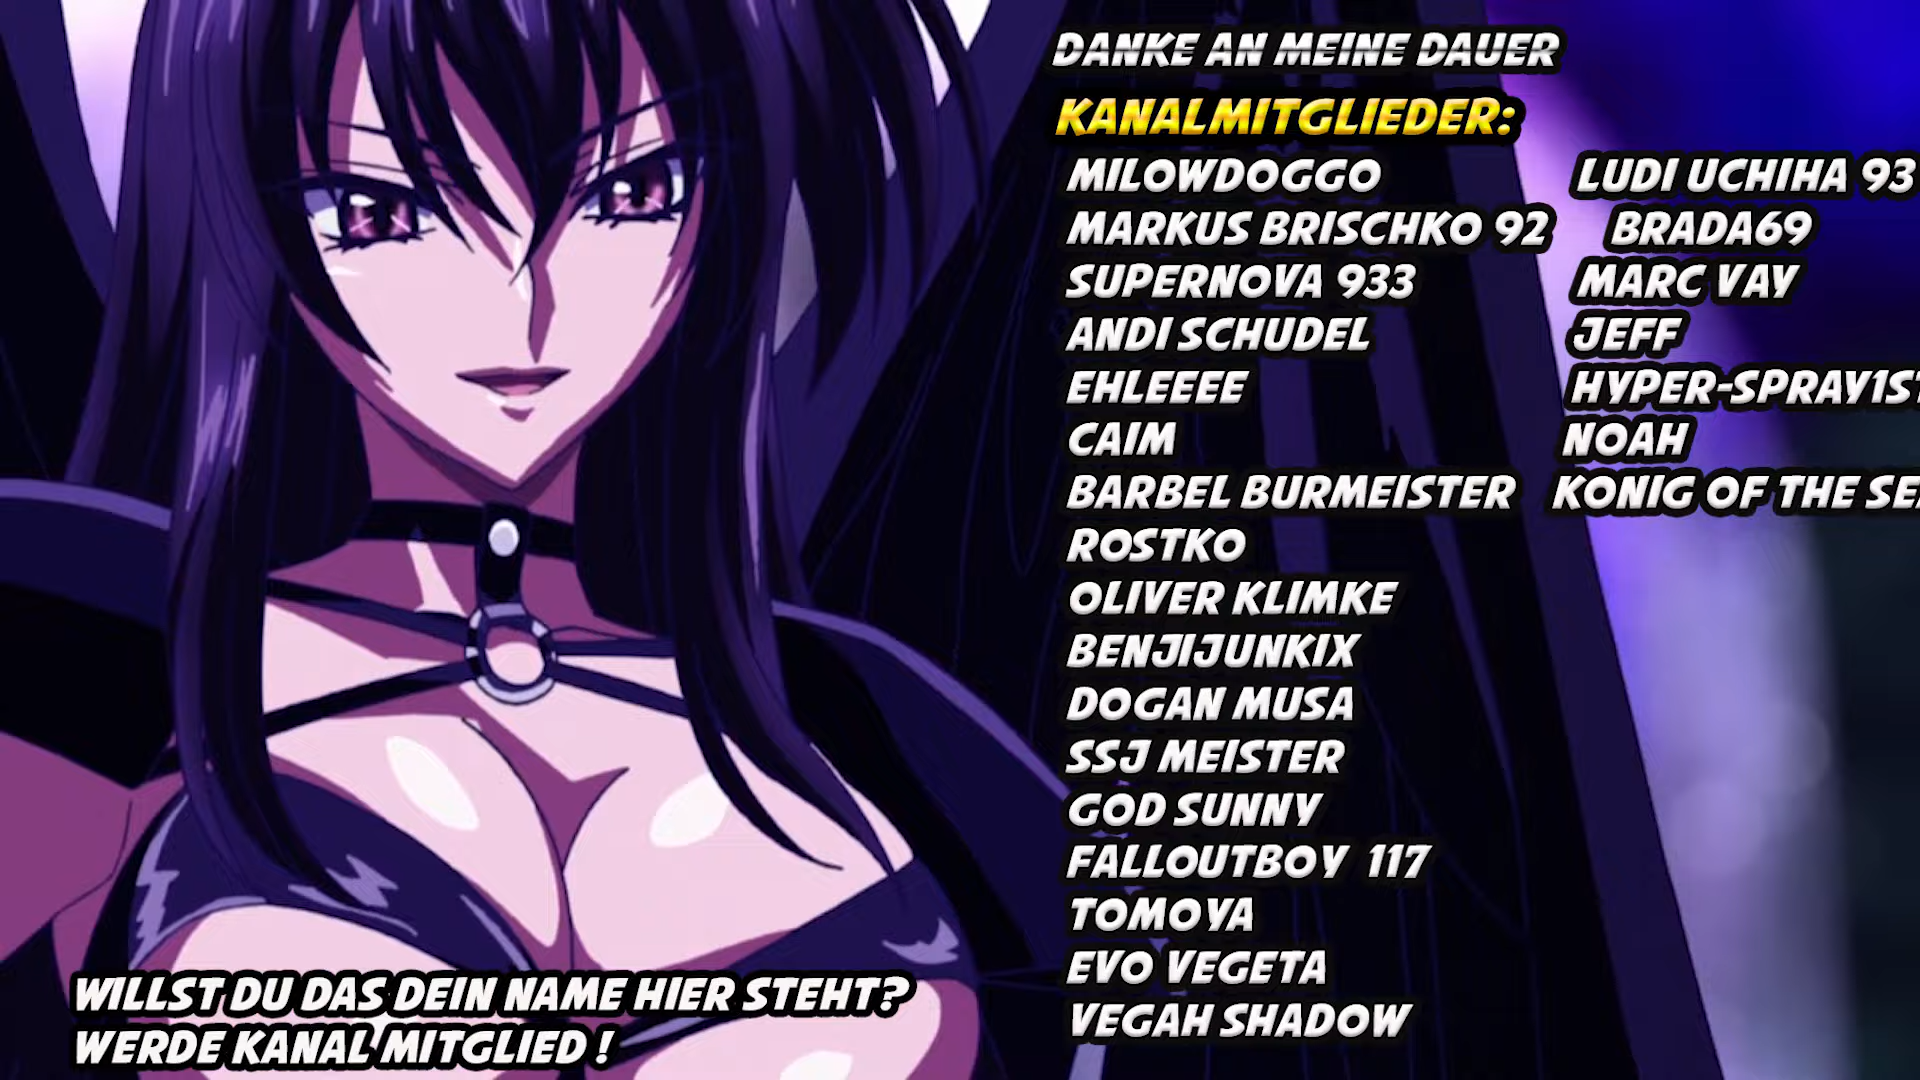 DANKE AN MEINE DAUER
KANALMITGLIEDER:
MILOWDOGGO
MARKUS BRISCHKO 92
SUPERNOVA 933
ANDI SCHUDEL
EHLEEEE
CAIM
BARBEL BURMEISTER
ROSTKO
OLIVER KLIMKE
BENJIJUNKIX
DOGAN MUSA
SSJ MEISTER
GOD SUNNY
FALLOUTBOY 117
TOMOYA
EVO VEGETA
VEGAH SHADOW
LUDI UCHIHA 93
BRADA69
MARC VAY
JEFF
HYPER-SPRAY1ST
NOAH
KONIG OF THE
WILLST DU DAS DEIN NAME HIER STEHT?
WERDE KANAL MITGLIED !